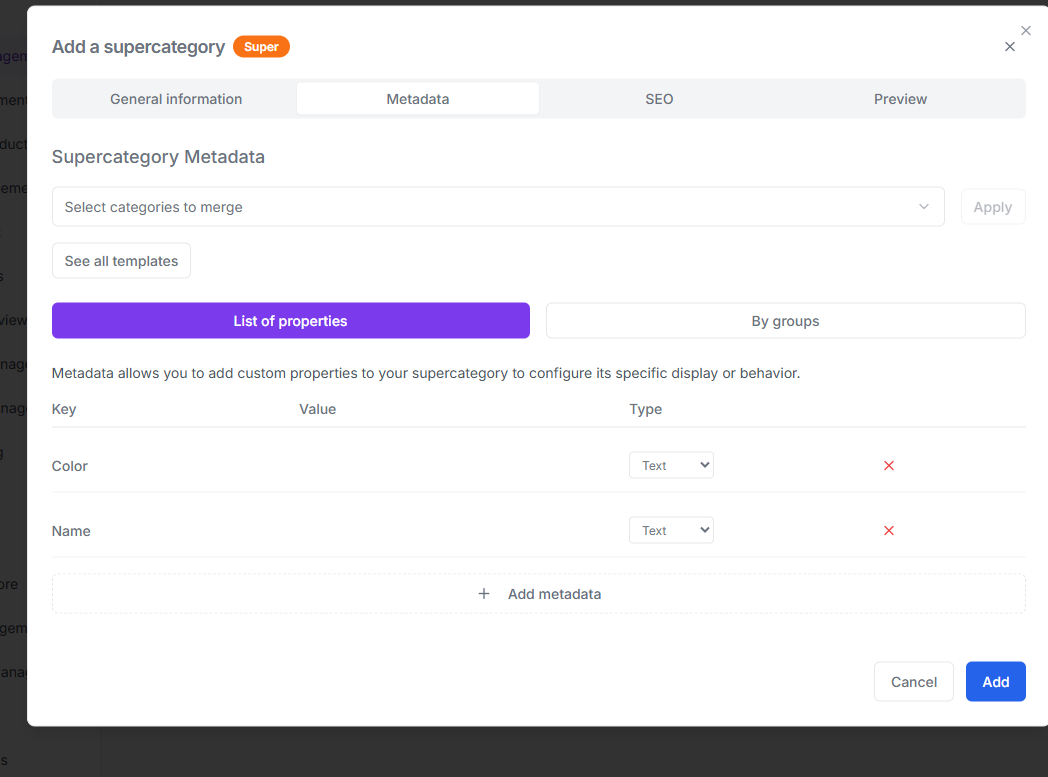 Add a supercategory Super
General information Metadata SEO Preview
Supercategory Metadata
Select categories to merge Apply
See all templates
List of properties By groups
Metadata allows you to add custom properties to your supercategory to configure its specific display or behavior.
Key Value Type
Color Text
Name Text
+ Add metadata
Cancel Add